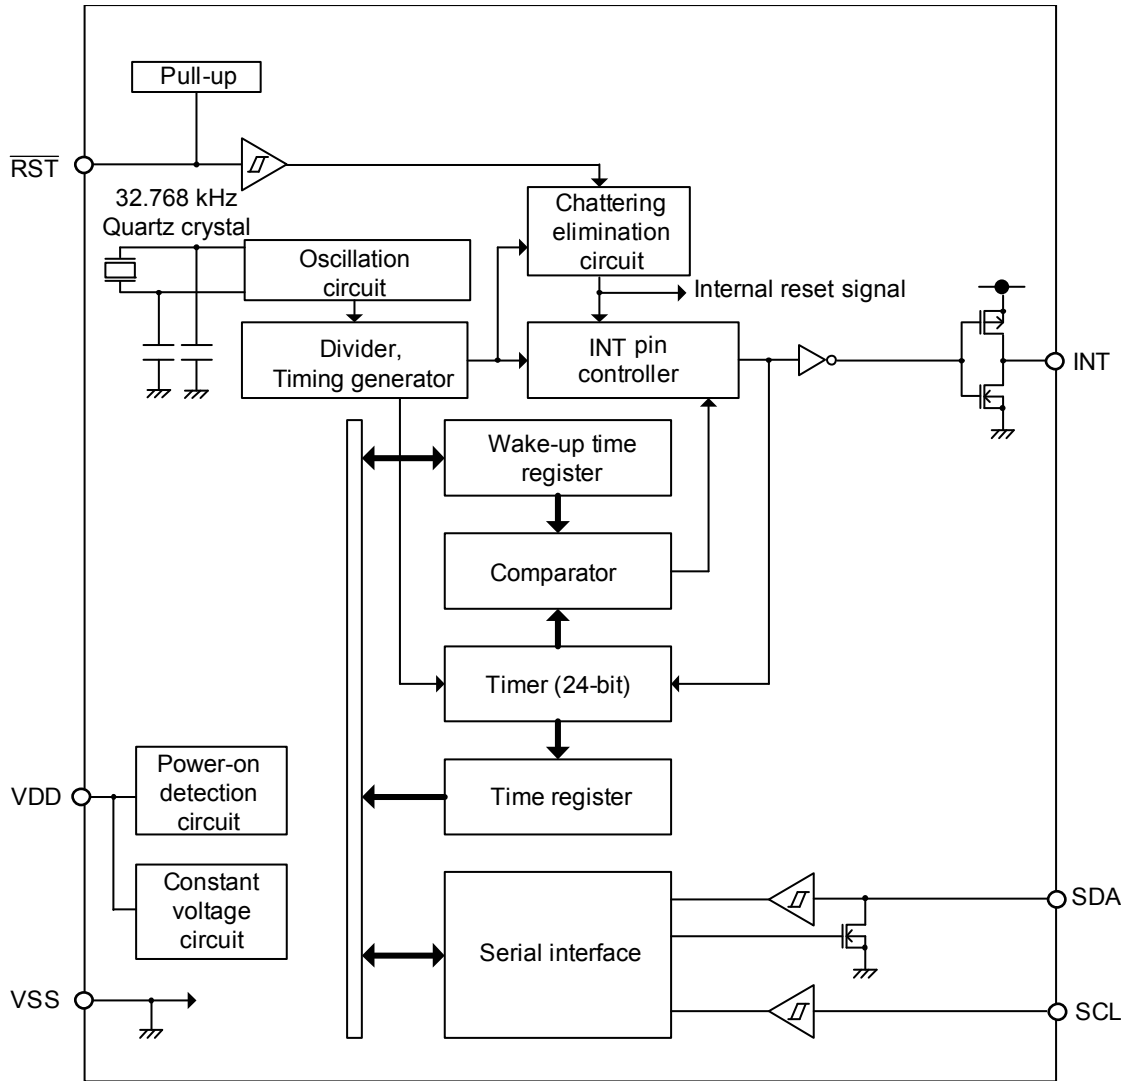 Pull-up
RST
32.768 kHz
Quartz crystal
Chattering
elimination
circuit
Oscillation
circuit
Internal reset signal
Divider,
Timing generator
INT pin
controller
INT
Wake-up time
register
Comparator
Timer (24-bit)
Power-on
detection
circuit
VDD
Time register
Constant
voltage
circuit
SDA
Serial interface
VSS
SCL